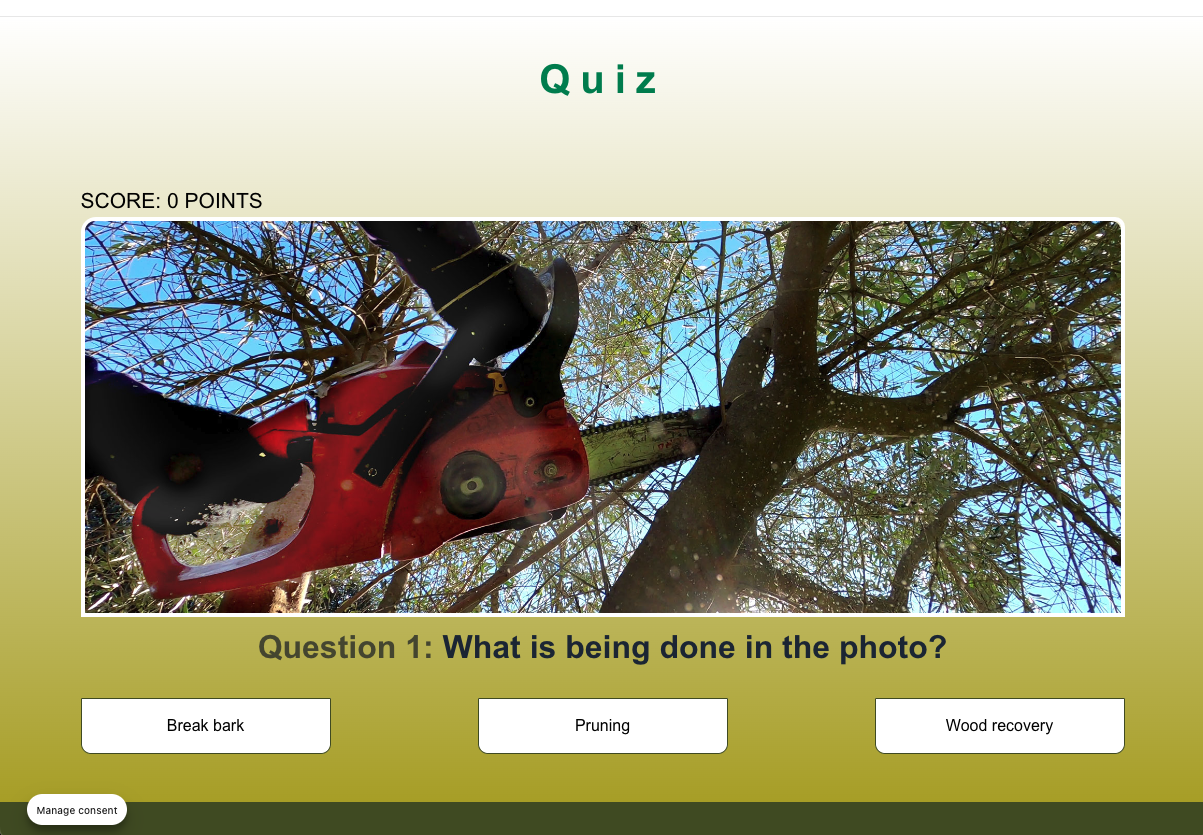 Quiz
SCORE: 0 POINTS
Question 1: What is being done in the photo?
Break bark
Pruning
Wood recovery
Manage consent